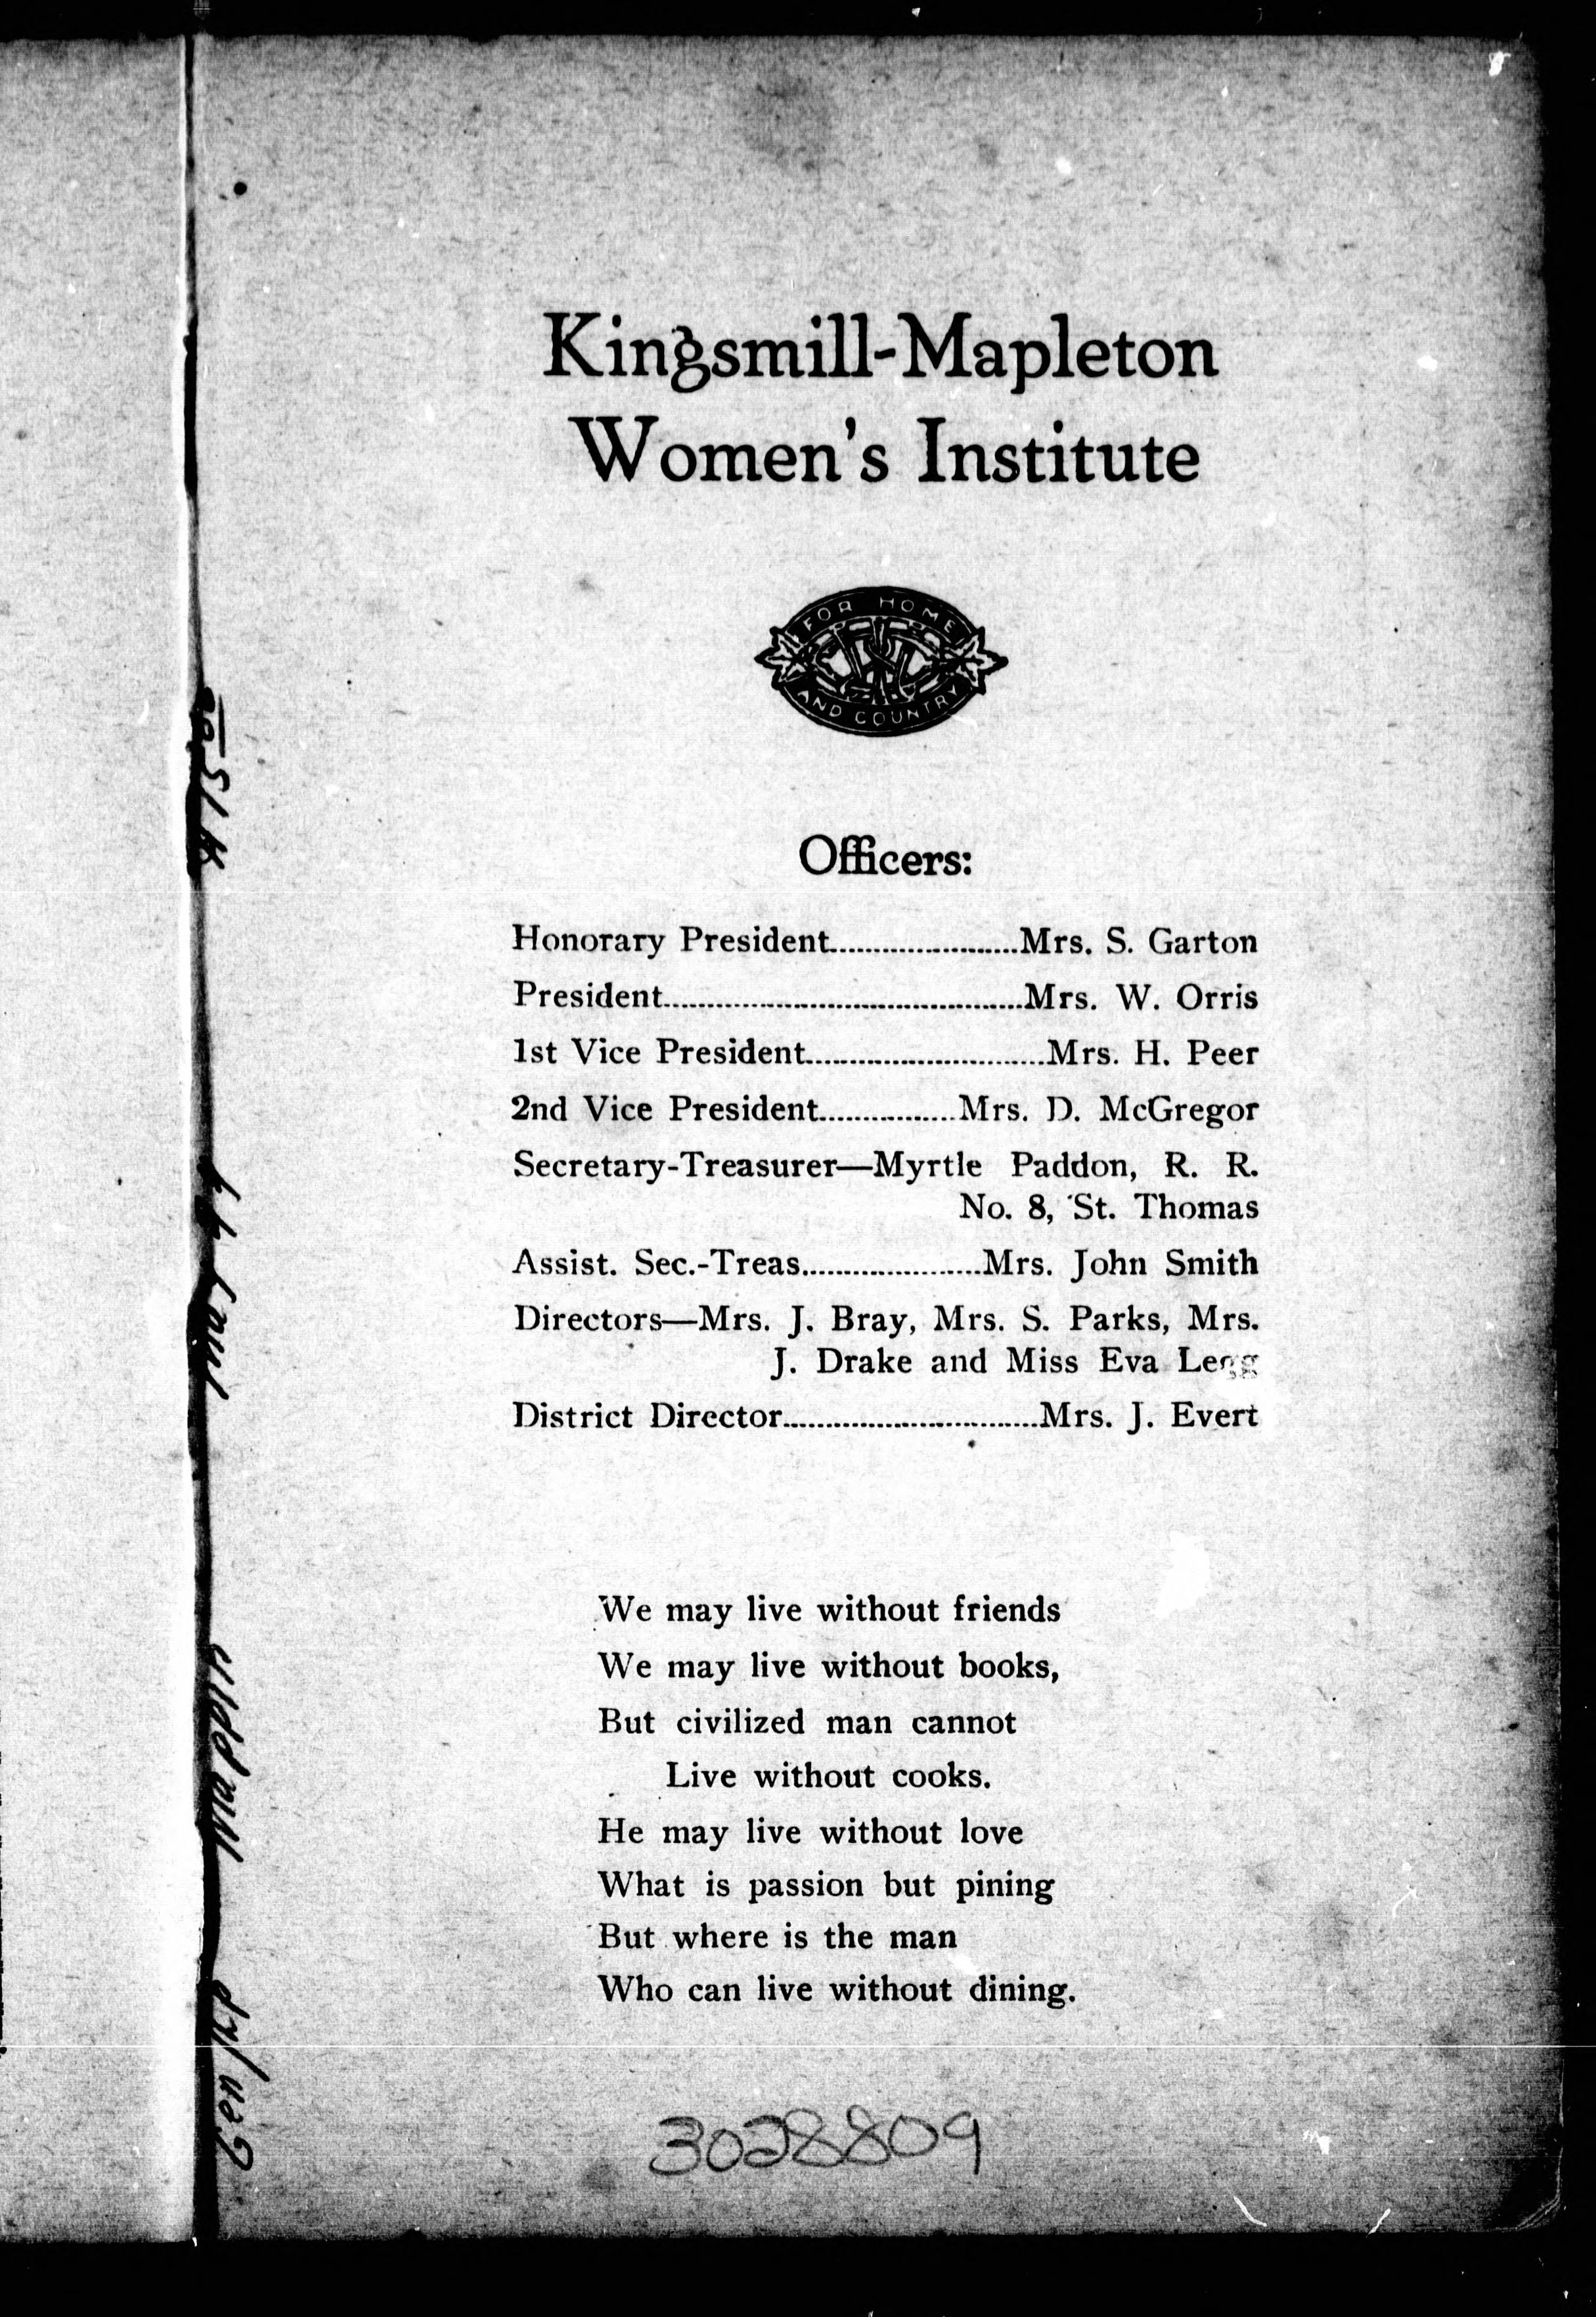 Kingsmill-Mapleton
Women's Institute
FOR HOME
AND COUNTRY
Officers:
Honorary President......................Mrs. S. Garton
President...........................................Mrs. W. Orris
1st Vice President............................Mrs. H. Peer
2nd Vice President................Mrs. D. McGregor
Secretary-Treasurer—Myrtle Paddon, R. R.
No. 8, St. Thomas
Assist. Sec.-Treas.....................Mrs. John Smith
Directors—Mrs. J. Bray, Mrs. S. Parks, Mrs.
J. Drake and Miss Eva Legg
District Director..............................Mrs. J. Evert
We may live without friends
We may live without books,
But civilized man cannot
Live without cooks.
He may live without love
What is passion but pining
But where is the man
Who can live without dining.
3028809